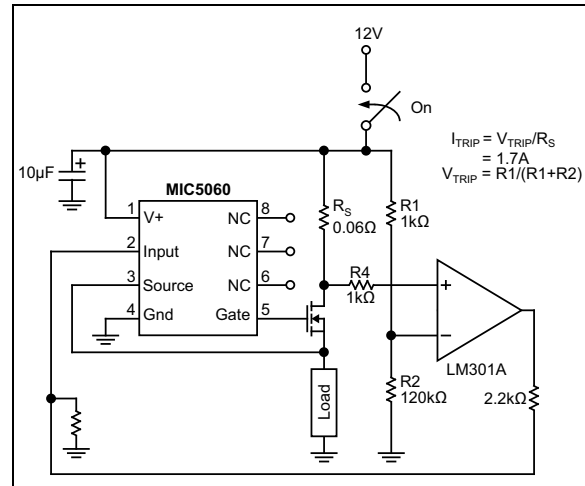 12V
On
I_TRIP = V_TRIP/R_S
= 1.7A
V_TRIP = R1/(R1+R2)
10µF
+
MIC5060
1
V+
NC
8
2
Input
NC
7
3
Source
NC
6
4
Gnd
Gate
5
R_S
0.06Ω
R1
1kΩ
R4
1kΩ
+
−
LM301A
R2
120kΩ
2.2kΩ
Load